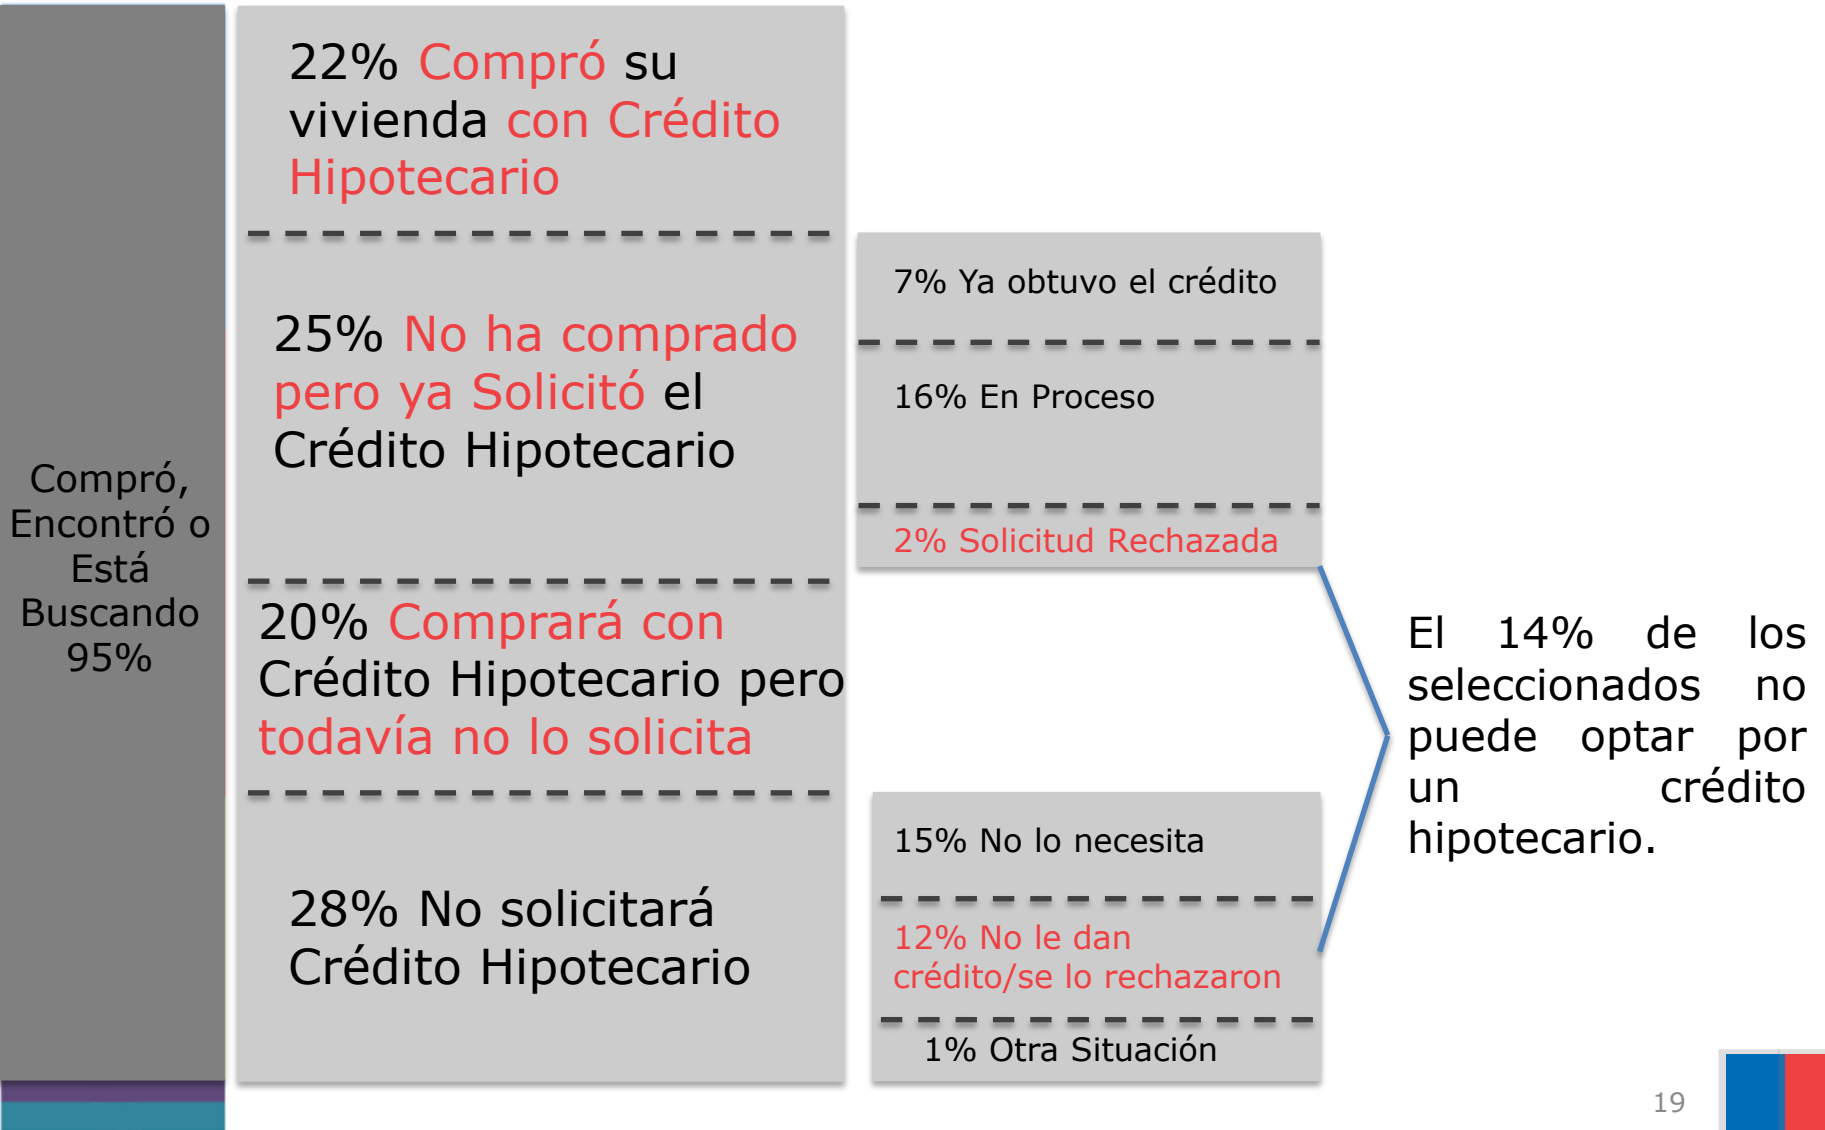 Compró,
Encontró o
Está
Buscando
95%
22% Compró su
vivienda con Crédito
Hipotecario
25% No ha comprado
pero ya Solicitó el
Crédito Hipotecario
20% Comprará con
Crédito Hipotecario pero
todavía no lo solicita
28% No solicitará
Crédito Hipotecario
7% Ya obtuvo el crédito
16% En Proceso
2% Solicitud Rechazada
15% No lo necesita
12% No le dan
crédito/se lo rechazaron
1% Otra Situación
El 14% de los
seleccionados no
puede optar por
un crédito
hipotecario.
19